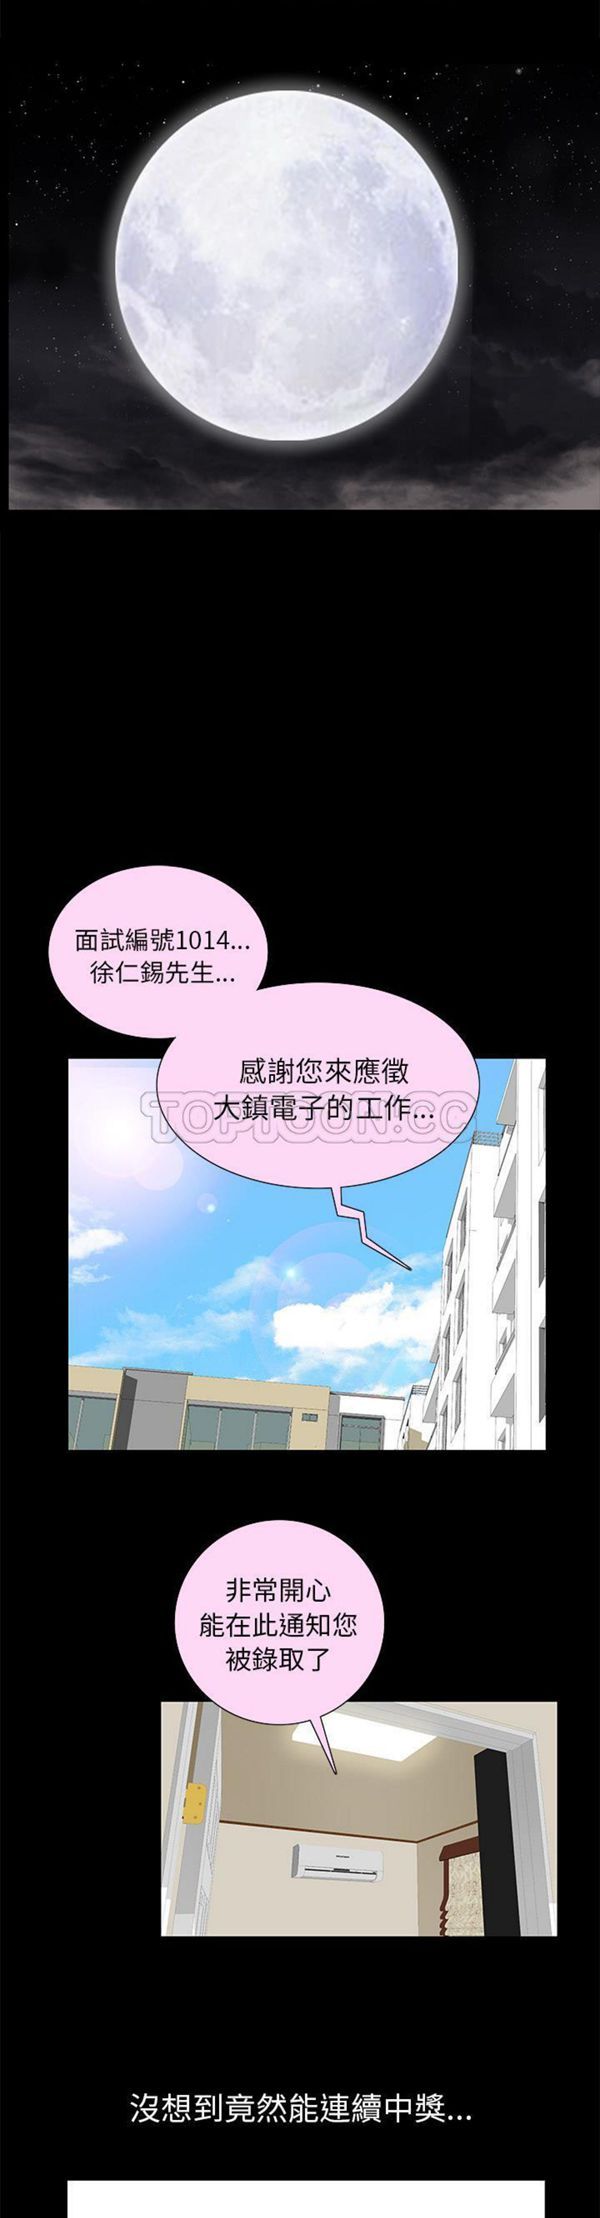 面試編號1014...
徐仁錫先生...
感謝您來應徵
大鎮電子的工作...
TOPTOON.CC
非常開心
能在此通知您
被錄取了
沒想到竟然能連續中獎...